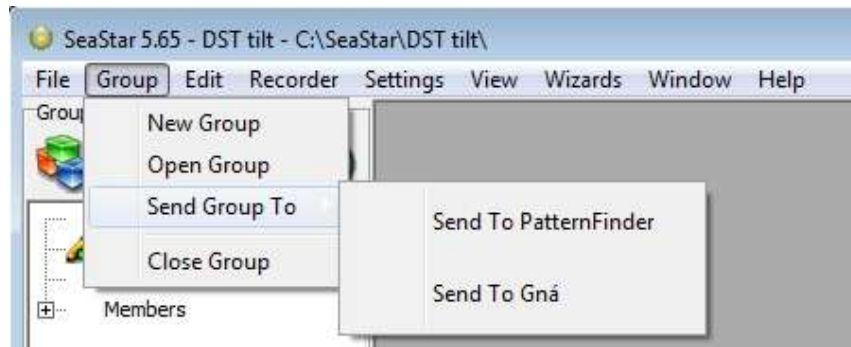 SeaStar 5.65 - DST tilt - C:\SeaStar\DST tilt\
File Group Edit Recorder Settings View Wizards Window Help
Group
New Group
Open Group
Send Group To
Send To PatternFinder
Close Group
Send To Gná
Members